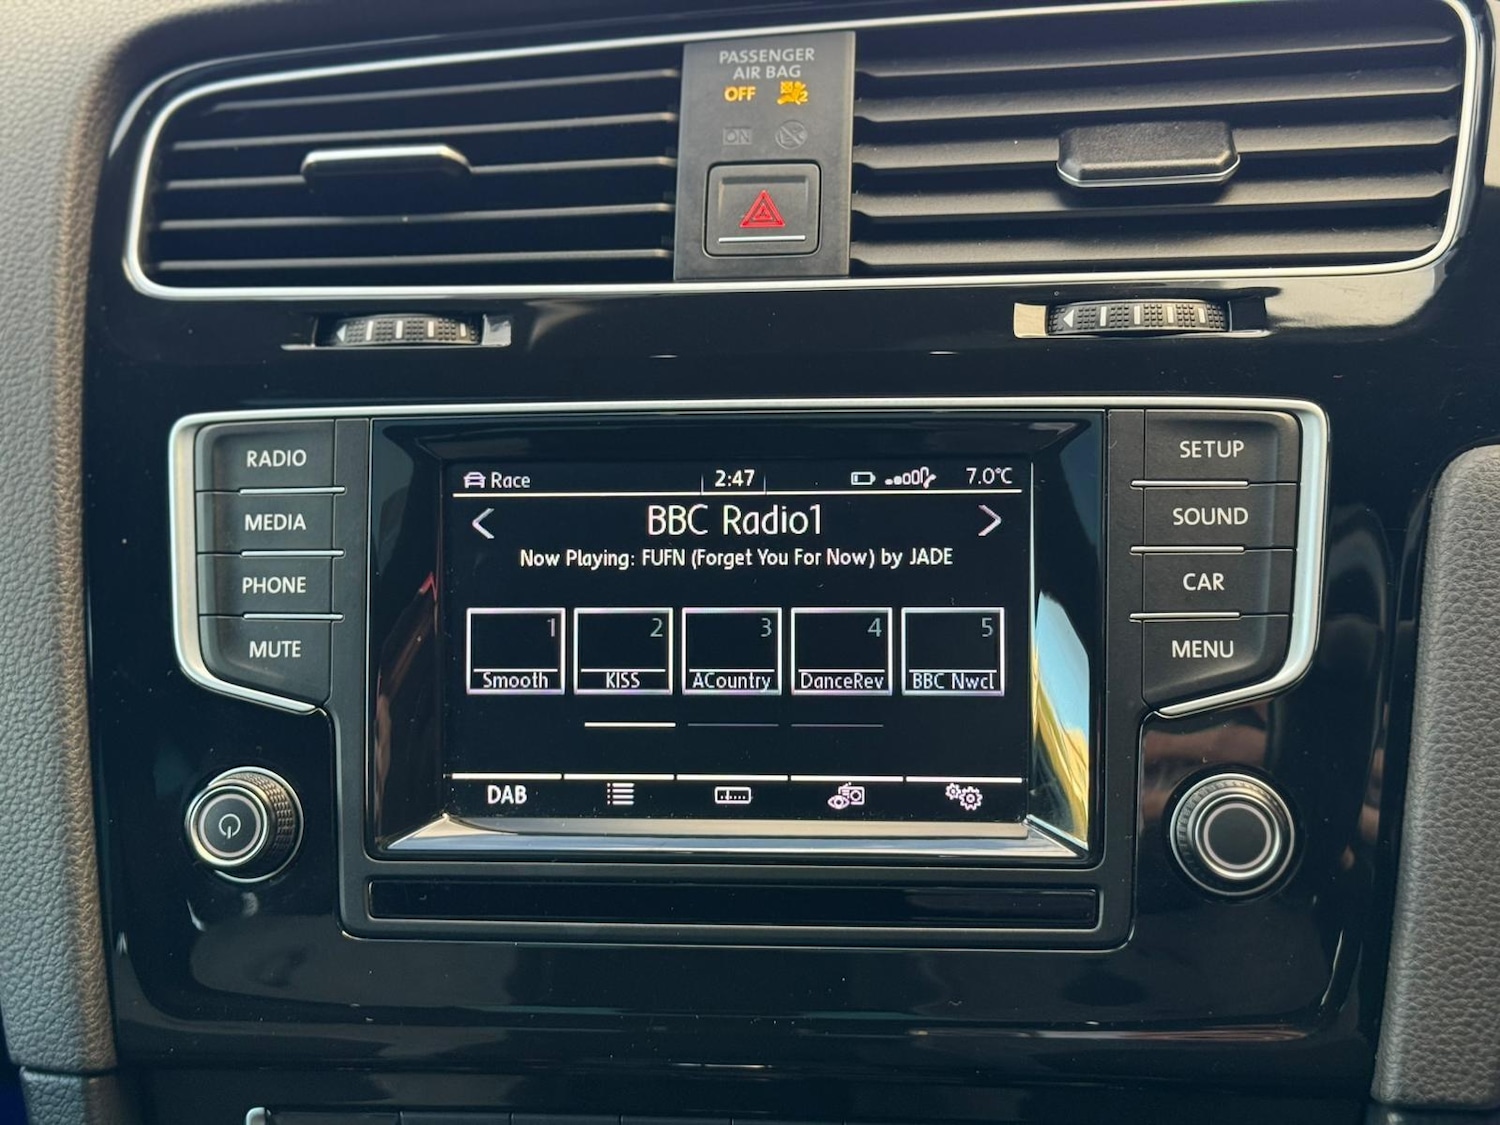 PASSENGER
AIR BAG
OFF
ON
RADIO
MEDIA
PHONE
MUTE
Race 2:47 7.0°C
BBC Radio1
Now Playing: FUFN (Forget You For Now) by JADE
1 2 3 4 5
Smooth KISS ACountry DanceRev BBC Nwcl
DAB
SETUP
SOUND
CAR
MENU